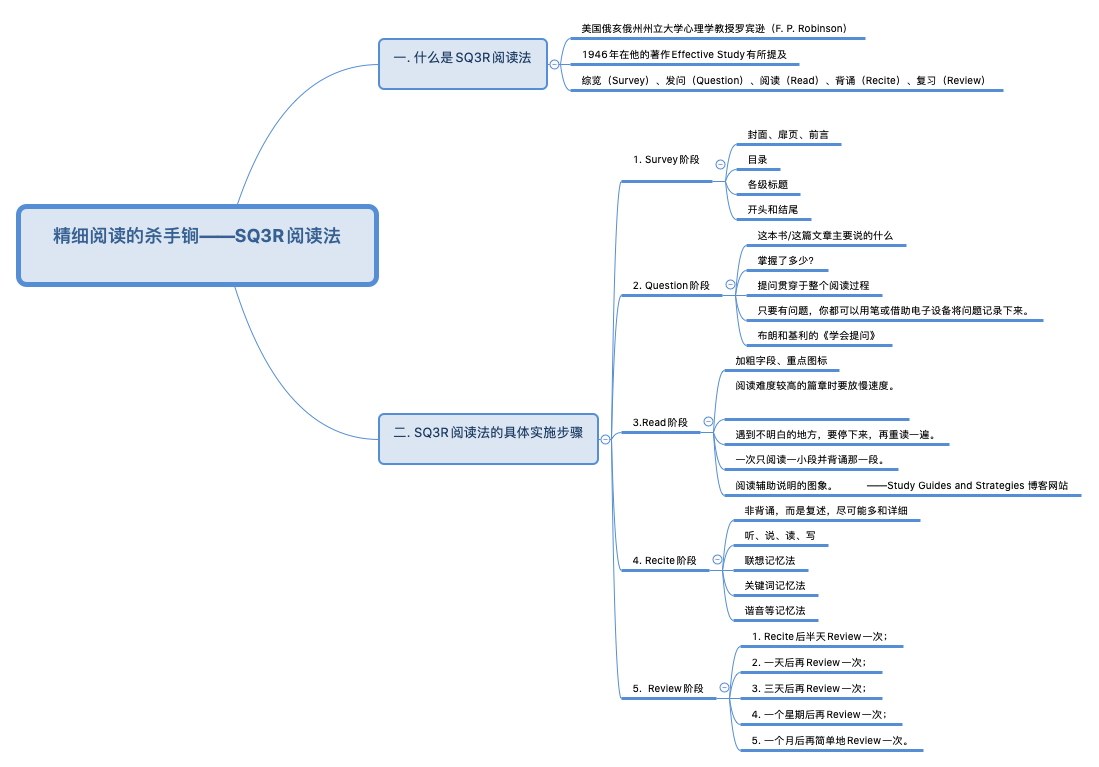 精细阅读的杀手锏——SQ3R阅读法
一. 什么是SQ3R阅读法
美国俄亥俄州州立大学心理学教授罗宾逊（F. P. Robinson）
1946年在他的著作Effective Study有所提及
综览（Survey）、发问（Question）、阅读（Read）、背诵（Recite）、复习（Review）
二. SQ3R阅读法的具体实施步骤
1. Survey阶段
封面、扉页、前言
目录
各级标题
开头和结尾
2. Question阶段
这本书/这篇文章主要说的什么
掌握了多少?
提问贯穿于整个阅读过程
只要有问题，你都可以用笔或借助电子设备将问题记录下来。
布朗和基利的《学会提问》
3.Read阶段
加粗字段、重点图标
阅读难度较高的篇章时要放慢速度。
遇到不明白的地方，要停下来，再重读一遍。
一次只阅读一小段并背诵那一段。
阅读辅助说明的图象。 ——Study Guides and Strategies 博客网站
4. Recite阶段
非背诵，而是复述，尽可能多和详细
听、说、读、写
联想记忆法
关键词记忆法
谐音等记忆法
5. Review阶段
1. Recite后半天Review一次；
2. 一天后再Review一次；
3. 三天后再Review一次；
4. 一个星期后再Review一次；
5. 一个月后再简单地Review一次。